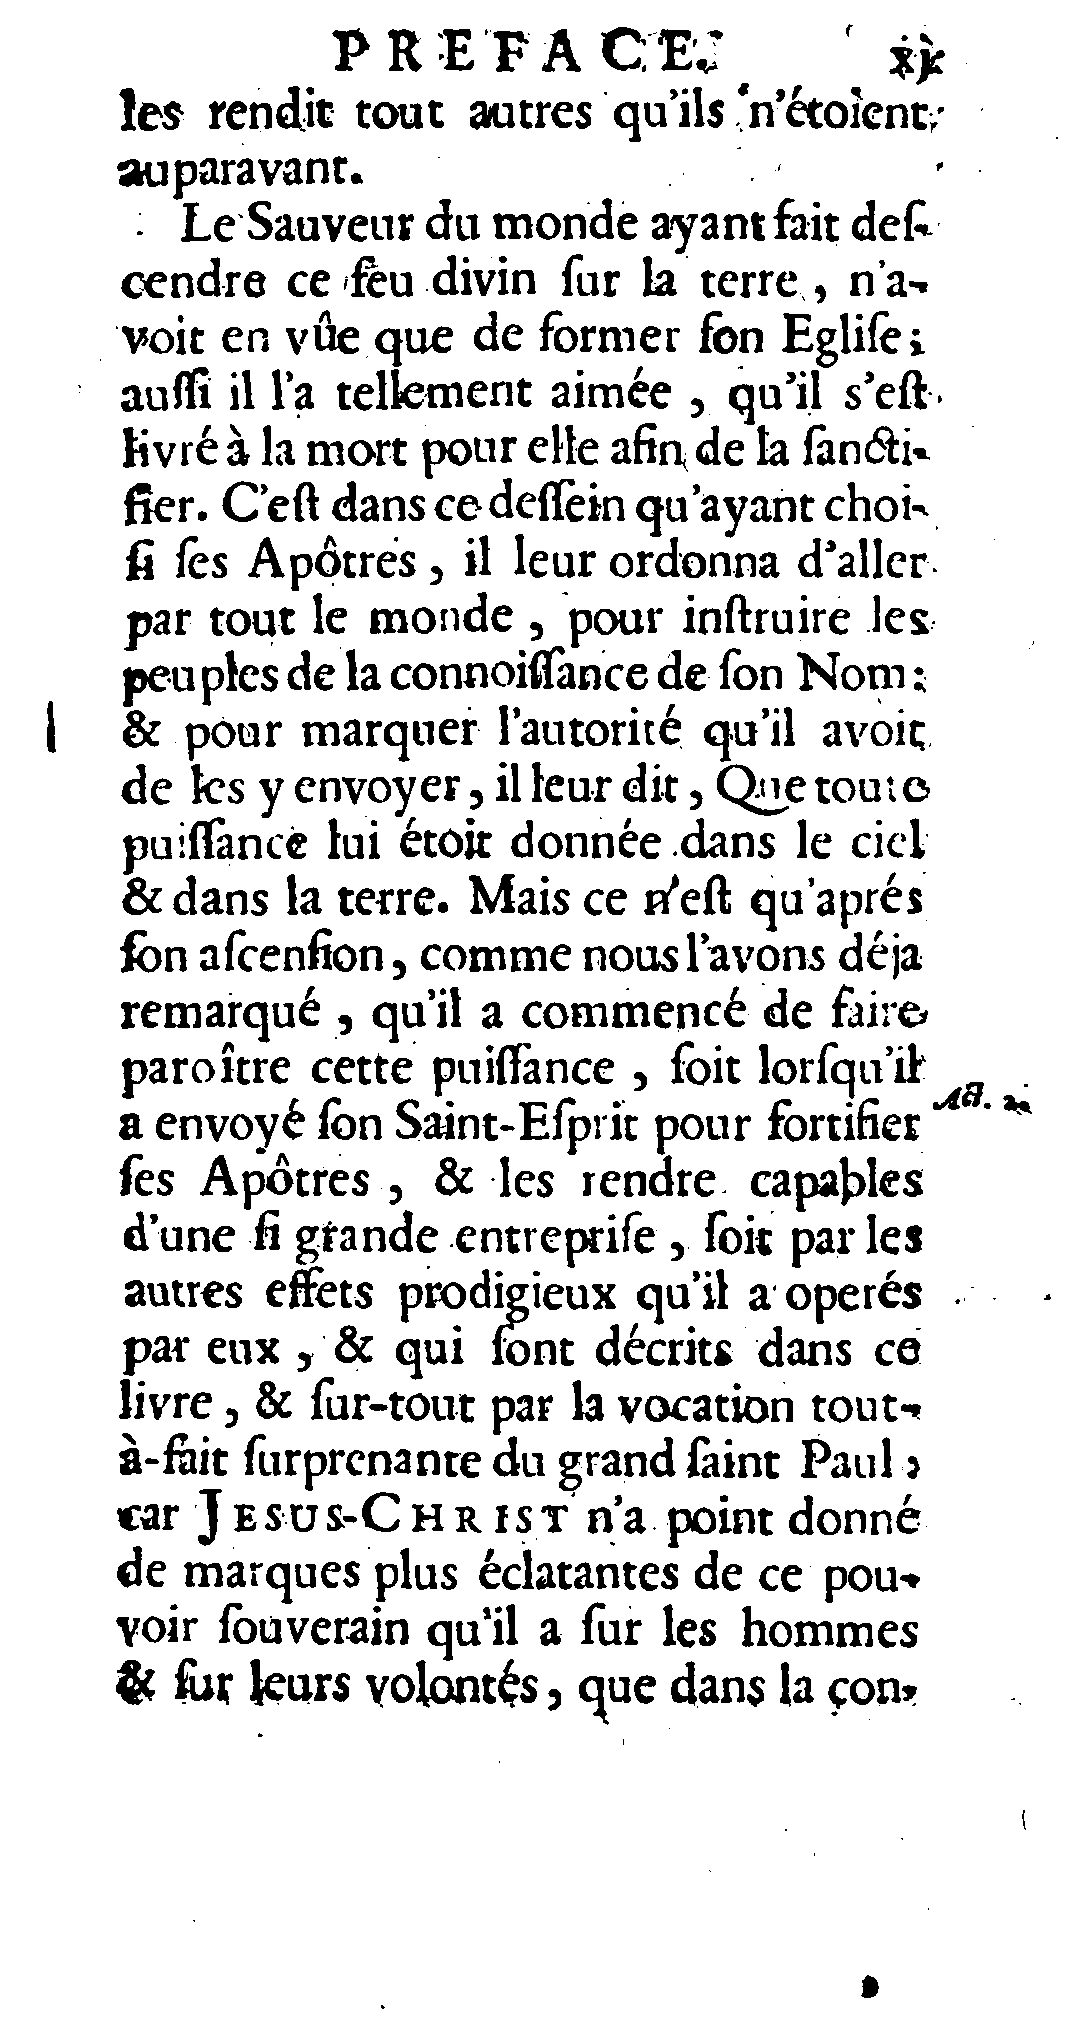 PREFACE.
les rendit tout autres qu'ils n'étoient
auparavant.
Le Sauveur du monde ayant fait deſ-
cendre ce feu divin ſur la terre, n'a-
voit en vûe que de former ſon Egliſe;
auſſi il l'a tellement aimée, qu'il s'eſt
livré à la mort pour elle afin de la ſancti-
fier. C'eſt dans ce deſſein qu'ayant choi-
ſi ſes Apôtres, il leur ordonna d'aller
par tout le monde, pour inſtruire les
peuples de la connoiſſance de ſon Nom:
& pour marquer l'autorité qu'il avoit
de les y envoyer, il leur dit, Que toute
puiſſance lui étoit donnée dans le ciel
& dans la terre. Mais ce n'eſt qu'aprés
ſon aſcenſion, comme nous l'avons déja
remarqué, qu'il a commencé de faire
paroître cette puiſſance, ſoit lorſqu'il
a envoyé ſon Saint-Eſprit pour fortifier
Act. 2.
ſes Apôtres, & les rendre capables
d'une ſi grande entrepriſe, ſoit par les
autres effets prodigieux qu'il a operés
par eux, & qui ſont décrits dans ce
livre, & ſur-tout par la vocation tout-
à-fait ſurprenante du grand ſaint Paul;
car JESUS-CHRIST n'a point donné
de marques plus éclatantes de ce pou-
voir ſouverain qu'il a ſur les hommes
& ſur leurs volontés, que dans la con-